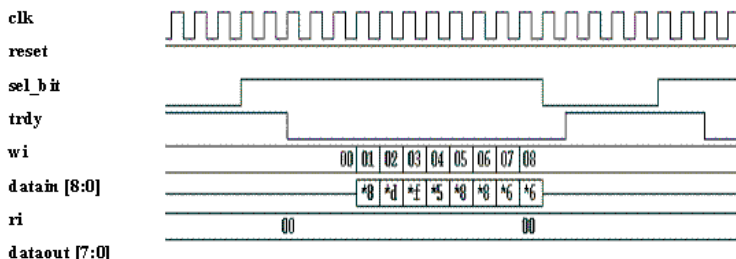 clk
reset
sel_bit
trdy
wi 00 01 02 03 04 05 06 07 08
datain [8:0] *8 *d *f *5 *8 *8 *6 *6
ri 00 00
dataout [7:0]